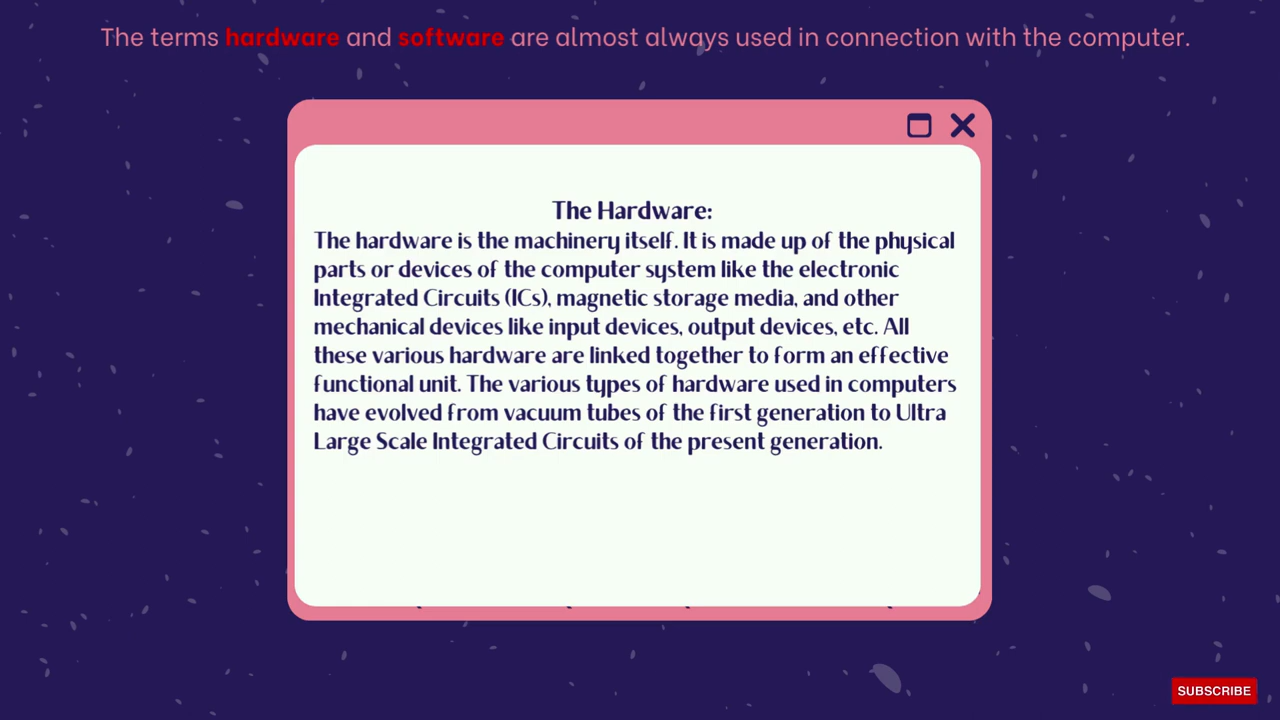 The terms hardware and software are almost always used in connection with the computer.
The Hardware:
The hardware is the machinery itself. It is made up of the physical
parts or devices of the computer system like the electronic
Integrated Circuits (ICs), magnetic storage media, and other
mechanical devices like input devices, output devices, etc. All
these various hardware are linked together to form an effective
functional unit. The various types of hardware used in computers
have evolved from vacuum tubes of the first generation to Ultra
Large Scale Integrated Circuits of the present generation.
SUBSCRIBE